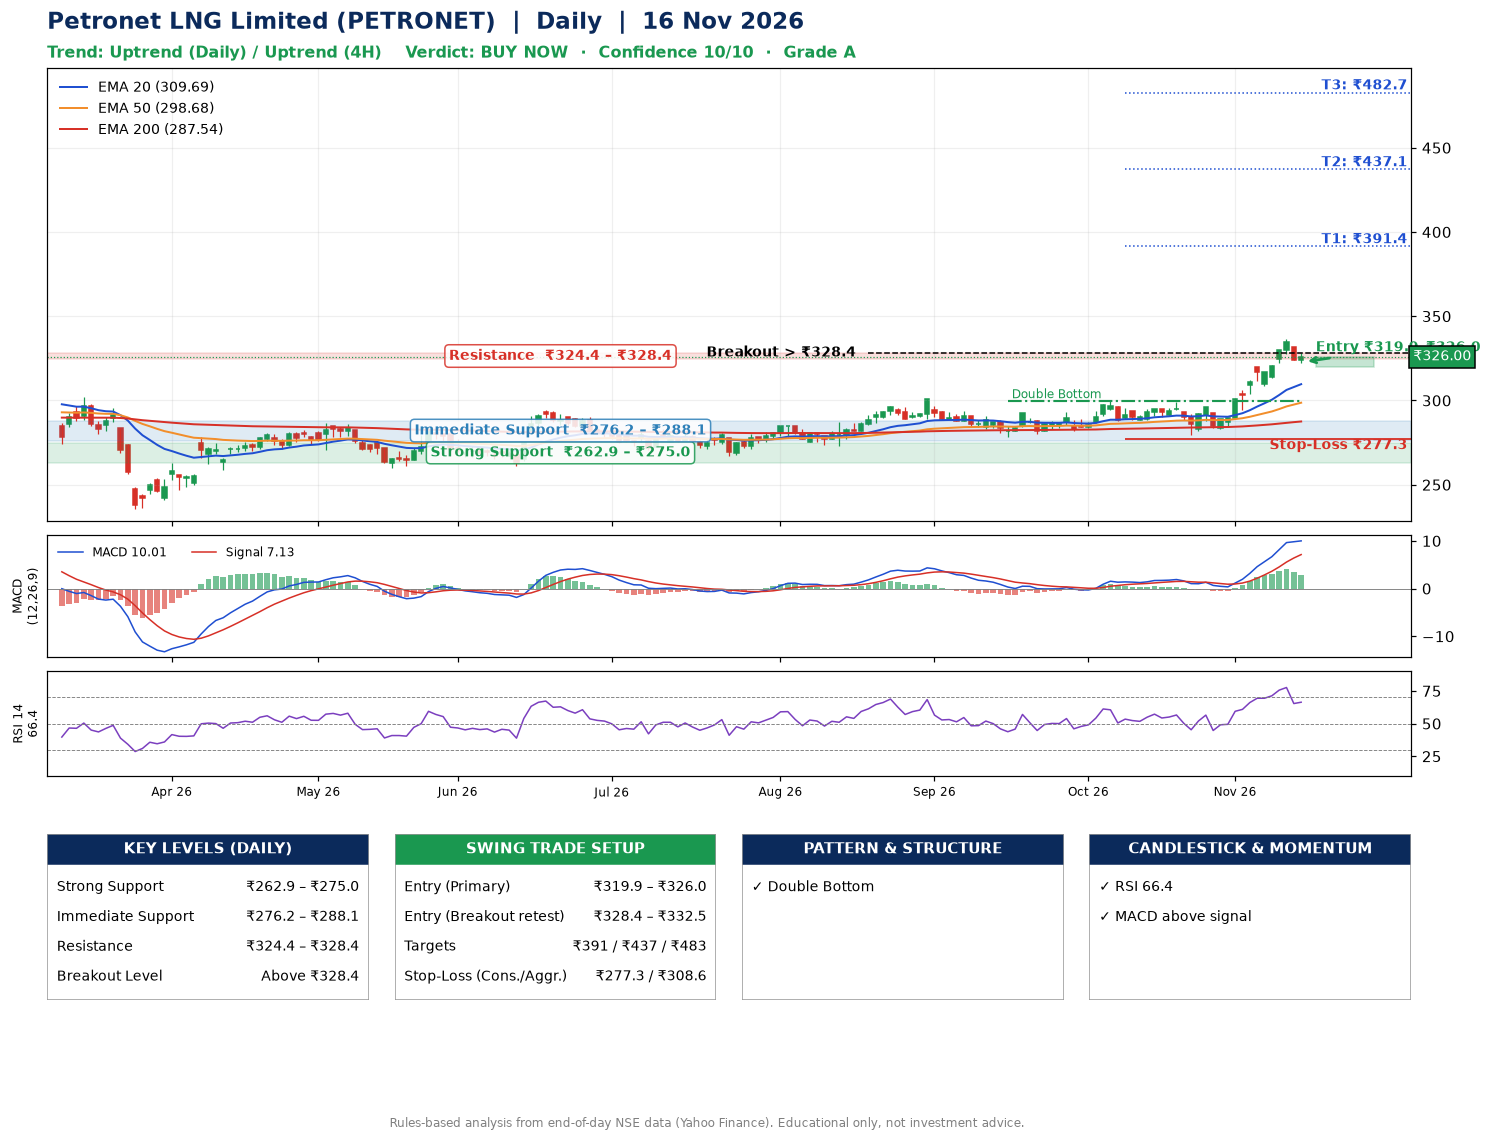 Petronet LNG Limited (PETRONET)  |  Daily  |  16 Nov 2026
Trend: Uptrend (Daily) / Uptrend (4H)    Verdict: BUY NOW  ·  Confidence 10/10  ·  Grade A
EMA 20 (309.69)
EMA 50 (298.68)
EMA 200 (287.54)
T3: ₹482.7
T2: ₹437.1
T1: ₹391.4
450
400
350
300
250
Resistance  ₹324.4 – ₹328.4
Breakout > ₹328.4
Entry ₹319.
₹326.00
Double Bottom
Immediate Support  ₹276.2 – ₹288.1
Strong Support  ₹262.9 – ₹275.0
Stop-Loss ₹277.3
MACD 10.01
Signal 7.13
MACD
(12,26,9)
10
0
−10
RSI 14
66.4
75
50
25
Apr 26
May 26
Jun 26
Jul 26
Aug 26
Sep 26
Oct 26
Nov 26
KEY LEVELS (DAILY)
Strong Support ₹262.9 – ₹275.0
Immediate Support ₹276.2 – ₹288.1
Resistance ₹324.4 – ₹328.4
Breakout Level Above ₹328.4
SWING TRADE SETUP
Entry (Primary) ₹319.9 – ₹326.0
Entry (Breakout retest) ₹328.4 – ₹332.5
Targets ₹391 / ₹437 / ₹483
Stop-Loss (Cons./Aggr.) ₹277.3 / ₹308.6
PATTERN & STRUCTURE
✓ Double Bottom
CANDLESTICK & MOMENTUM
✓ RSI 66.4
✓ MACD above signal
Rules-based analysis from end-of-day NSE data (Yahoo Finance). Educational only, not investment advice.